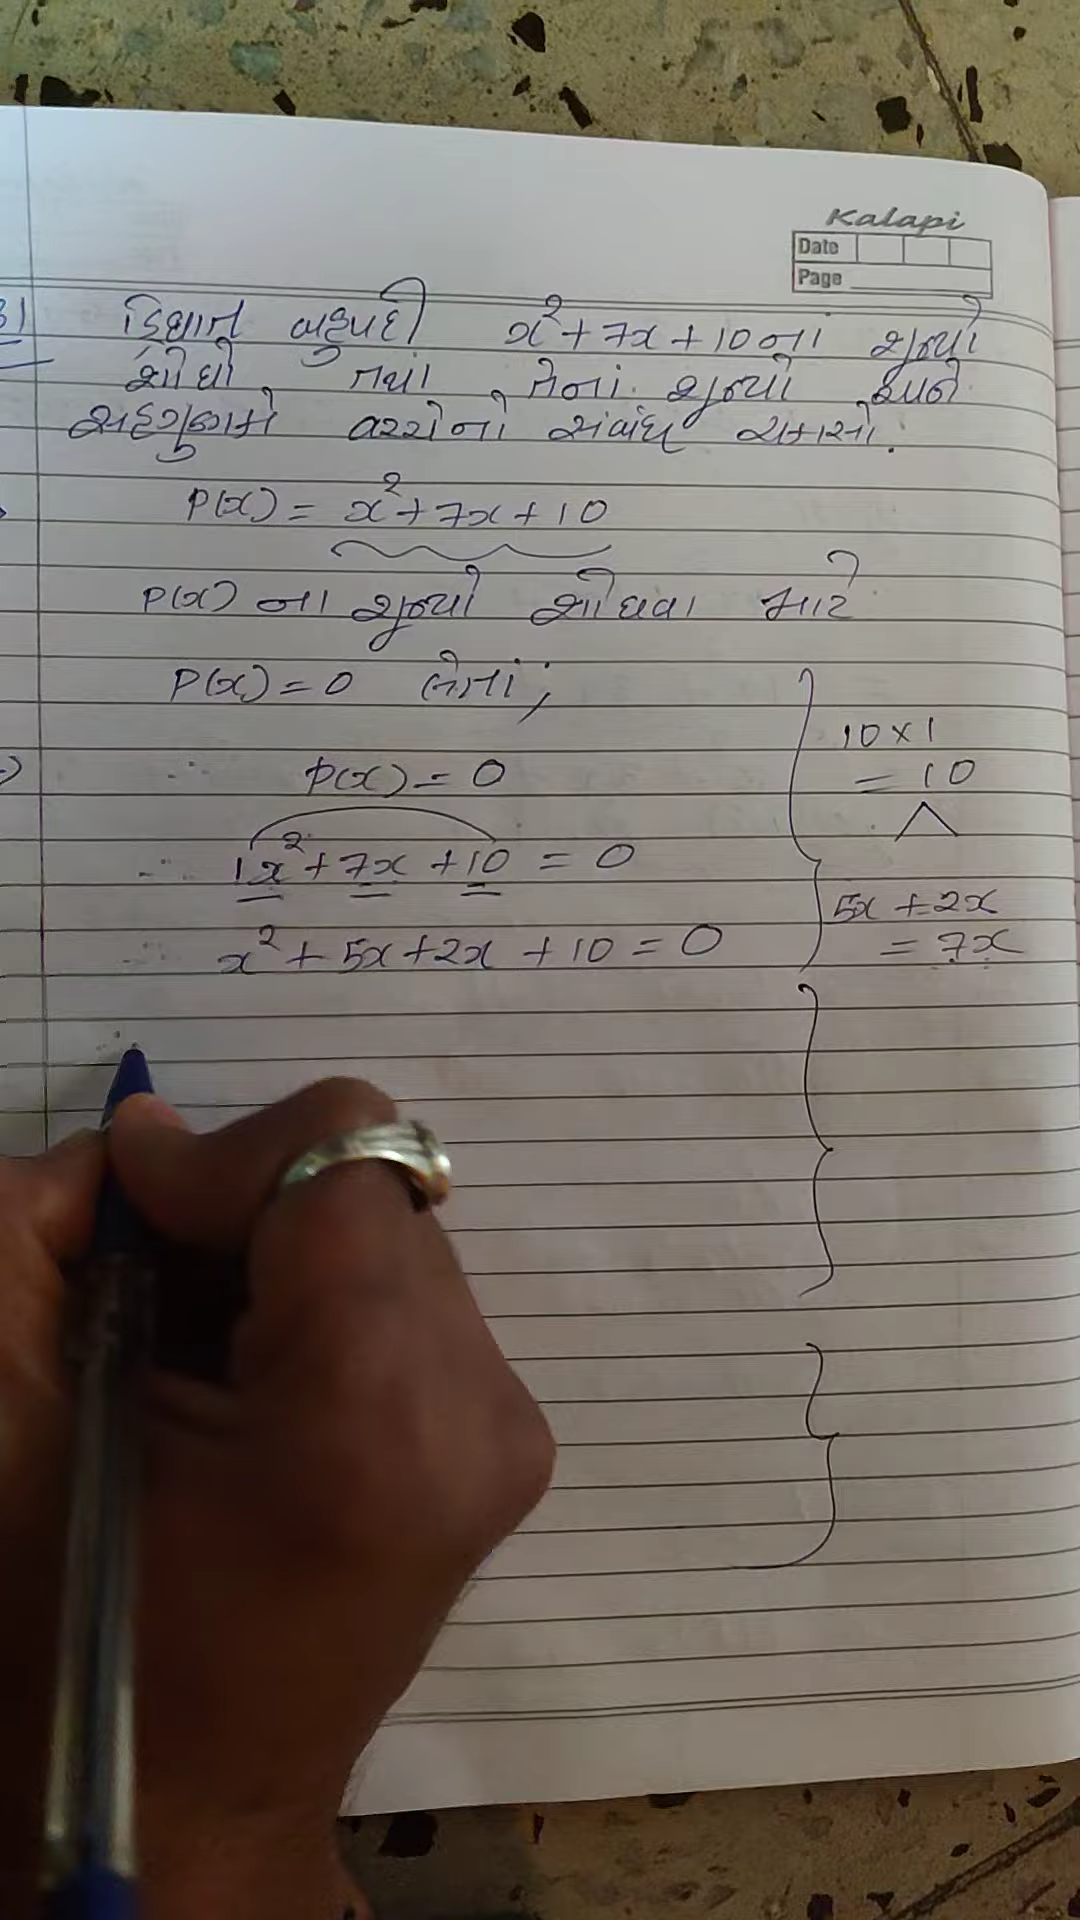 Kalapi
Date
Page
દ્વિઘાત બહુપદી x²+7x+10નાં શૂન્યો
શોધો તથા તેનાં શૂન્યો અને
સહગુણકો વચ્ચેનો સંબંધ ચકાસો.
P(x) = x²+7x+10
P(x) ના શૂન્યો શોધવા માટે
P(x)=0 લેતાં;
∴ p(x)=0
∴ 1x²+7x+10 = 0
∴ x²+5x+2x+10=0
∴
10×1
= 10
5x+2x
= 7x